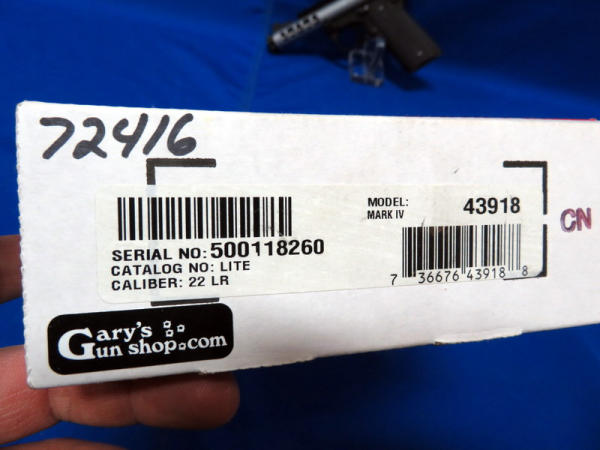 72416
MODEL: 43918
MARK IV
SERIAL NO: 500118260
CATALOG NO: LITE
CALIBER: 22 LR
7 36676 43918 8
CN
Gary's
Gun shop.com